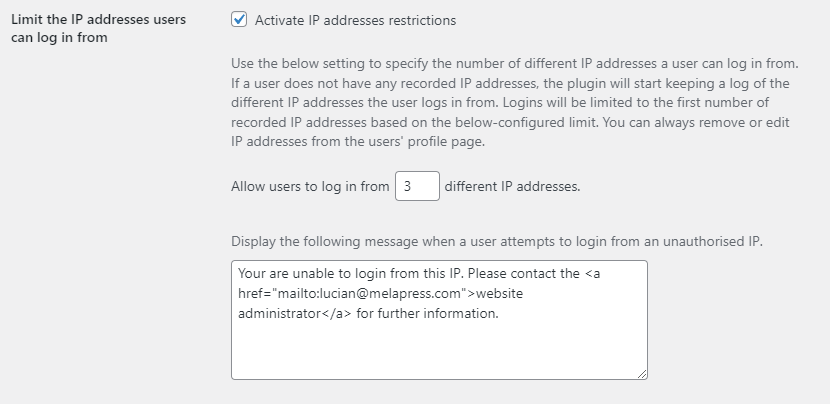 Limit the IP addresses users
can log in from
Activate IP addresses restrictions
Use the below setting to specify the number of different IP addresses a user can log in from.
If a user does not have any recorded IP addresses, the plugin will start keeping a log of the
different IP addresses the user logs in from. Logins will be limited to the first number of
recorded IP addresses based on the below-configured limit. You can always remove or edit
IP addresses from the users' profile page.
Allow users to log in from 3 different IP addresses.
Display the following message when a user attempts to login from an unauthorised IP.
Your are unable to login from this IP. Please contact the <a
href="mailto:lucian@melapress.com">website
administrator</a> for further information.